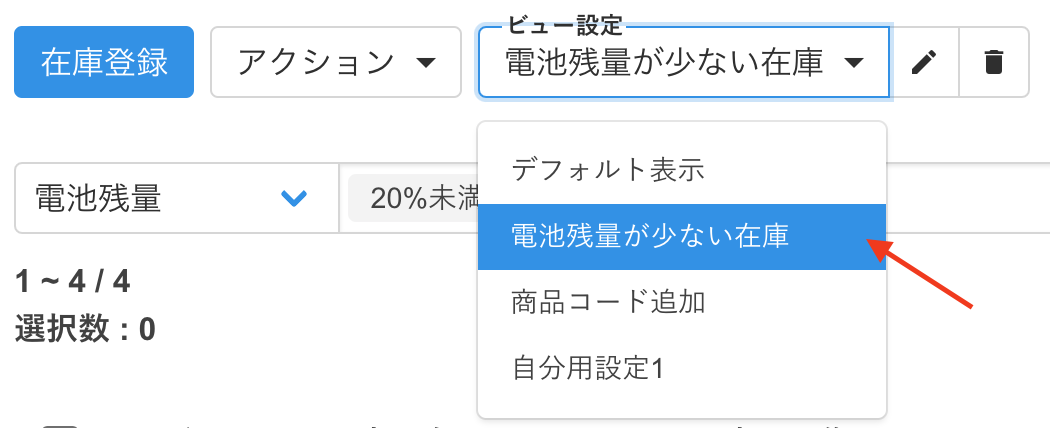 在庫登録
アクション
ビュー設定
電池残量が少ない在庫
電池残量
20%未満
デフォルト表示
電池残量が少ない在庫
商品コード追加
自分用設定1
1 ~ 4 / 4
選択数 : 0